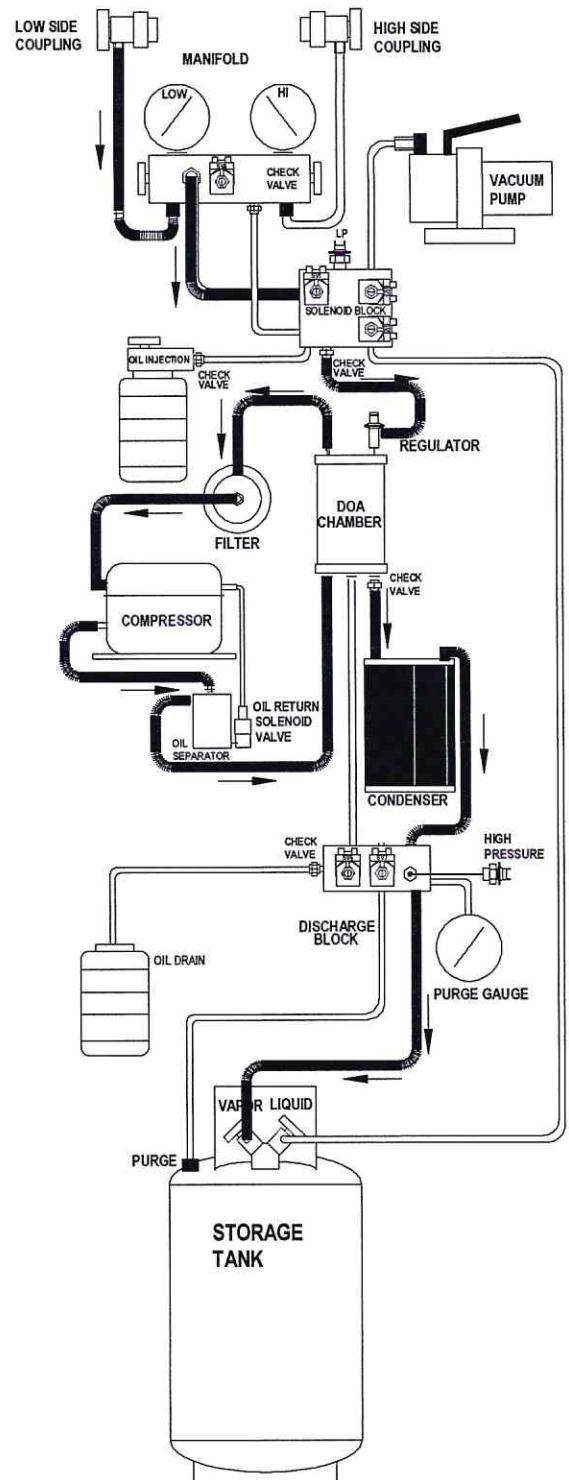 LOW SIDE
COUPLING
HIGH SIDE
COUPLING
MANIFOLD
LOW
HI
CHECK
VALVE
VACUUM
PUMP
LP
SOLENOID BLOCK
OIL INJECTION
CHECK
VALVE
CHECK
VALVE
REGULATOR
DOA
CHAMBER
FILTER
CHECK
VALVE
COMPRESSOR
OIL RETURN
SOLENOID
VALVE
OIL
SEPARATOR
CONDENSER
CHECK
VALVE
HIGH
PRESSURE
DISCHARGE
BLOCK
OIL DRAIN
PURGE GAUGE
VAPOR LIQUID
PURGE
STORAGE
TANK